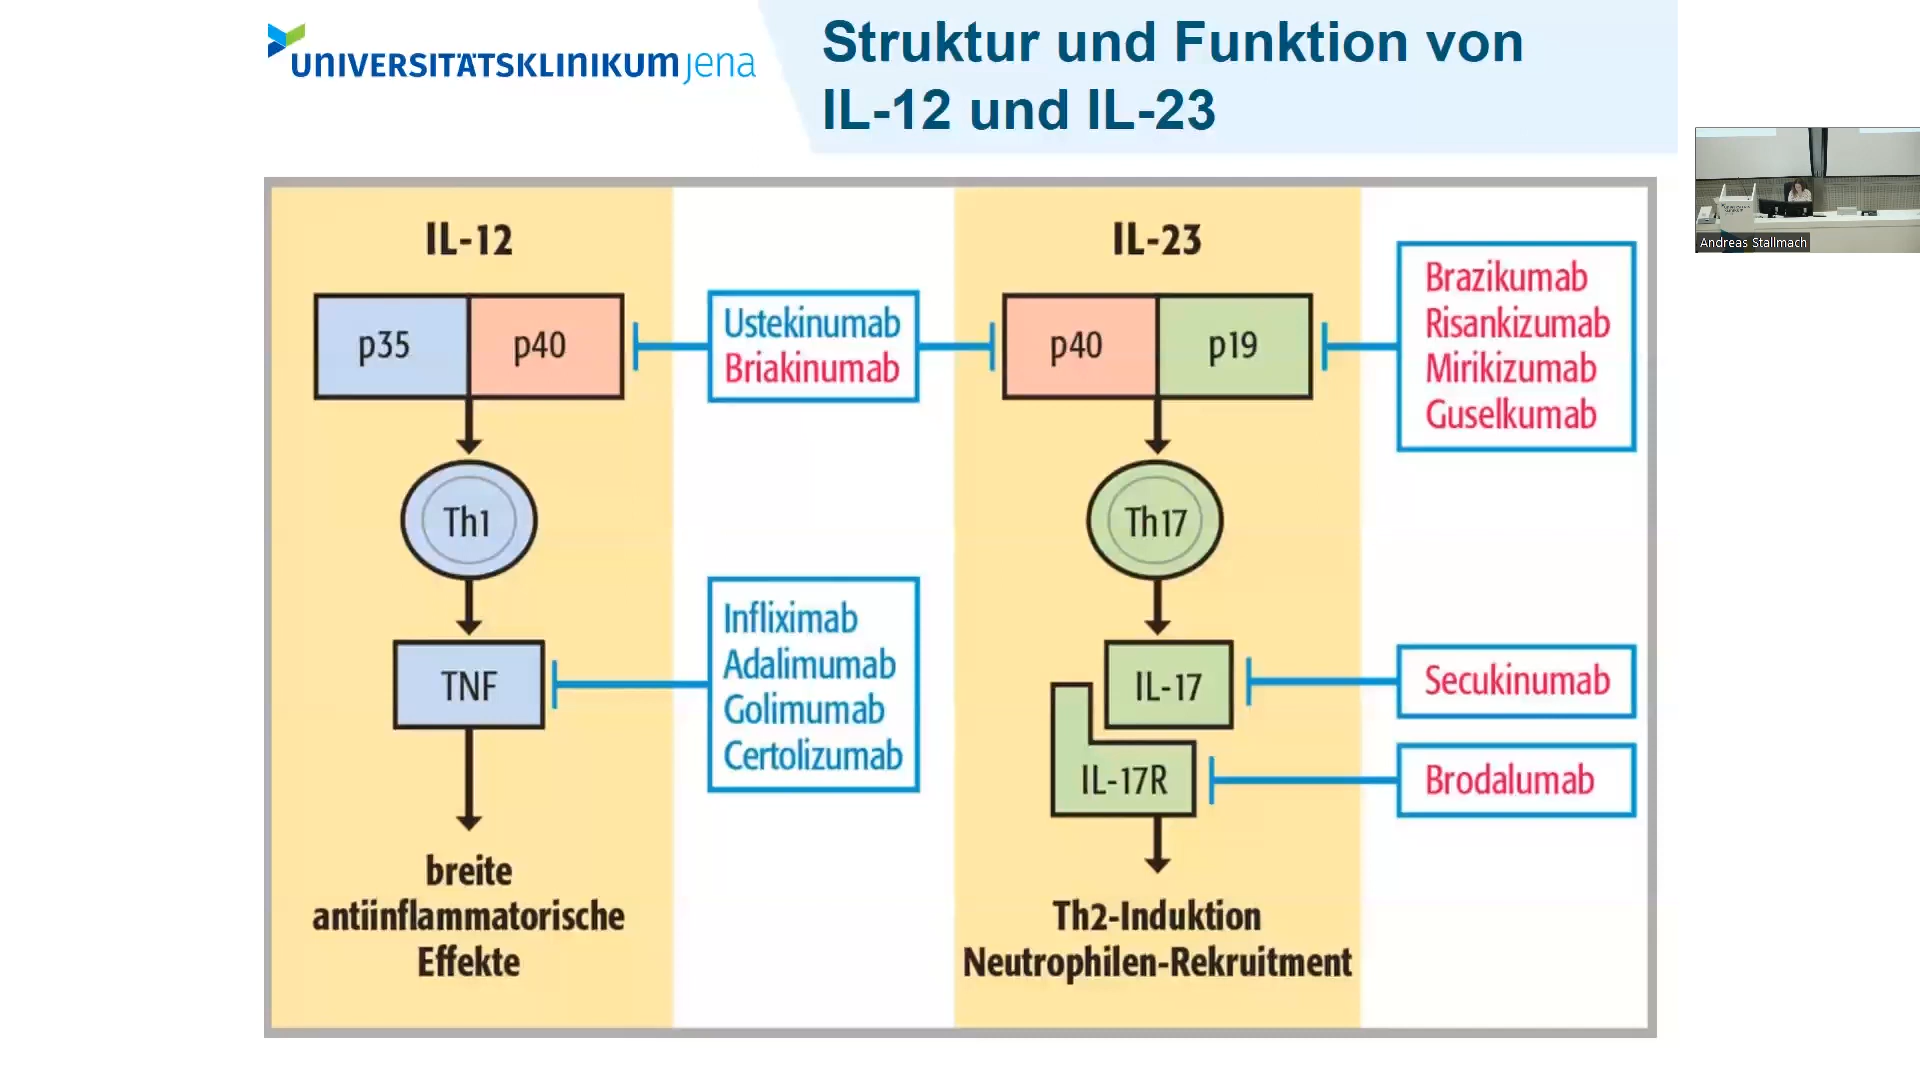 UNIVERSITÄTSKLINIKUM jena
Struktur und Funktion von
IL-12 und IL-23
Andreas Stallmach
IL-12
p35
p40
Th1
TNF
breite
antiinflammatorische
Effekte
Ustekinumab
Briakinumab
Infliximab
Adalimumab
Golimumab
Certolizumab
IL-23
p40
p19
Th17
IL-17
IL-17R
Th2-Induktion
Neutrophilen-Rekruitment
Brazikumab
Risankizumab
Mirikizumab
Guselkumab
Secukinumab
Brodalumab